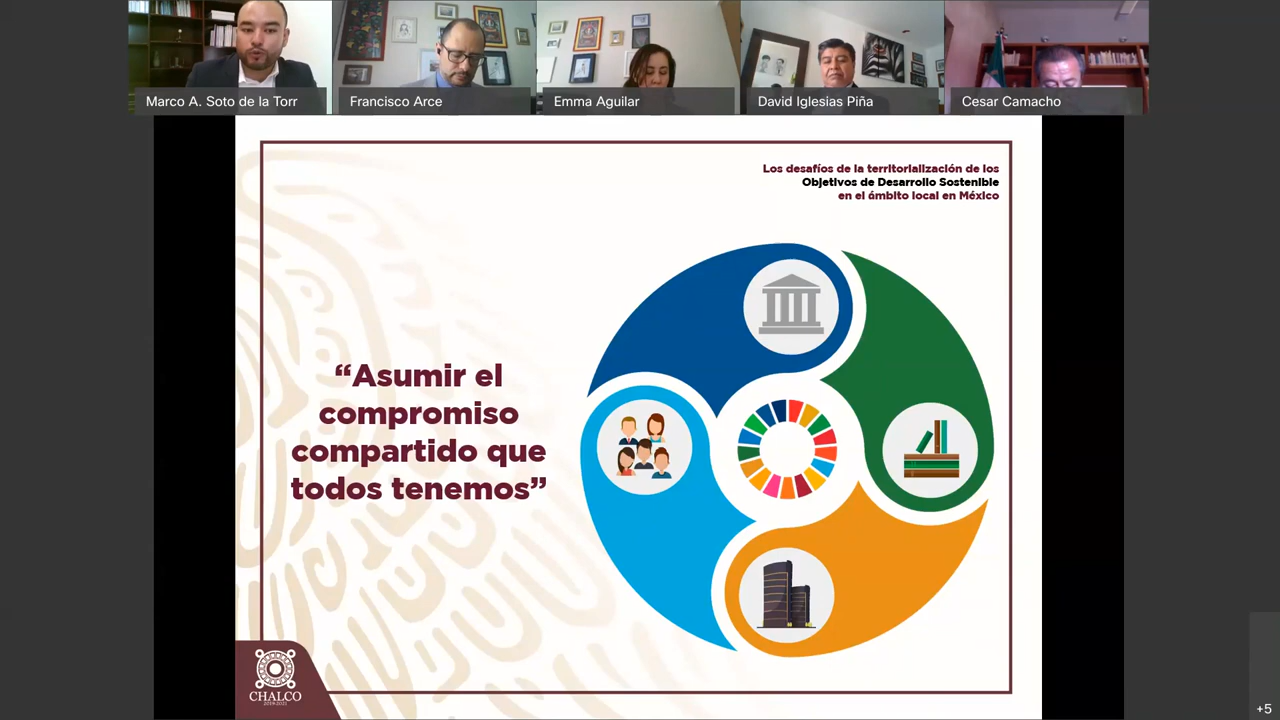 Marco A. Soto de la Torr
Francisco Arce
Emma Aguilar
David Iglesias Piña
Cesar Camacho
Los desafíos de la territorialización de los
Objetivos de Desarrollo Sostenible
en el ámbito local en México
“Asumir el
compromiso
compartido que
todos tenemos”
CHALCO
2019-2021
+5